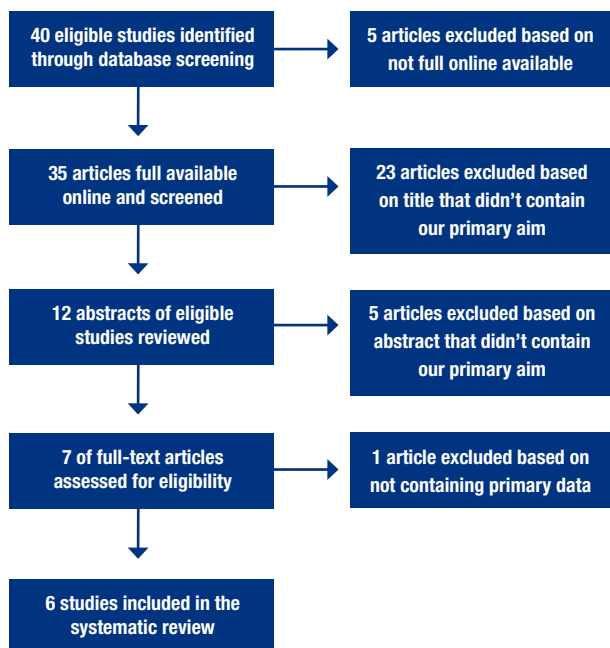 40 eligible studies identified
through database screening
5 articles excluded based on
not full online available
35 articles full available
online and screened
23 articles excluded based
on title that didn’t contain
our primary aim
12 abstracts of eligible
studies reviewed
5 articles excluded based on
abstract that didn’t contain
our primary aim
7 of full-text articles
assessed for eligibility
1 article excluded based on
not containing primary data
6 studies included in the
systematic review